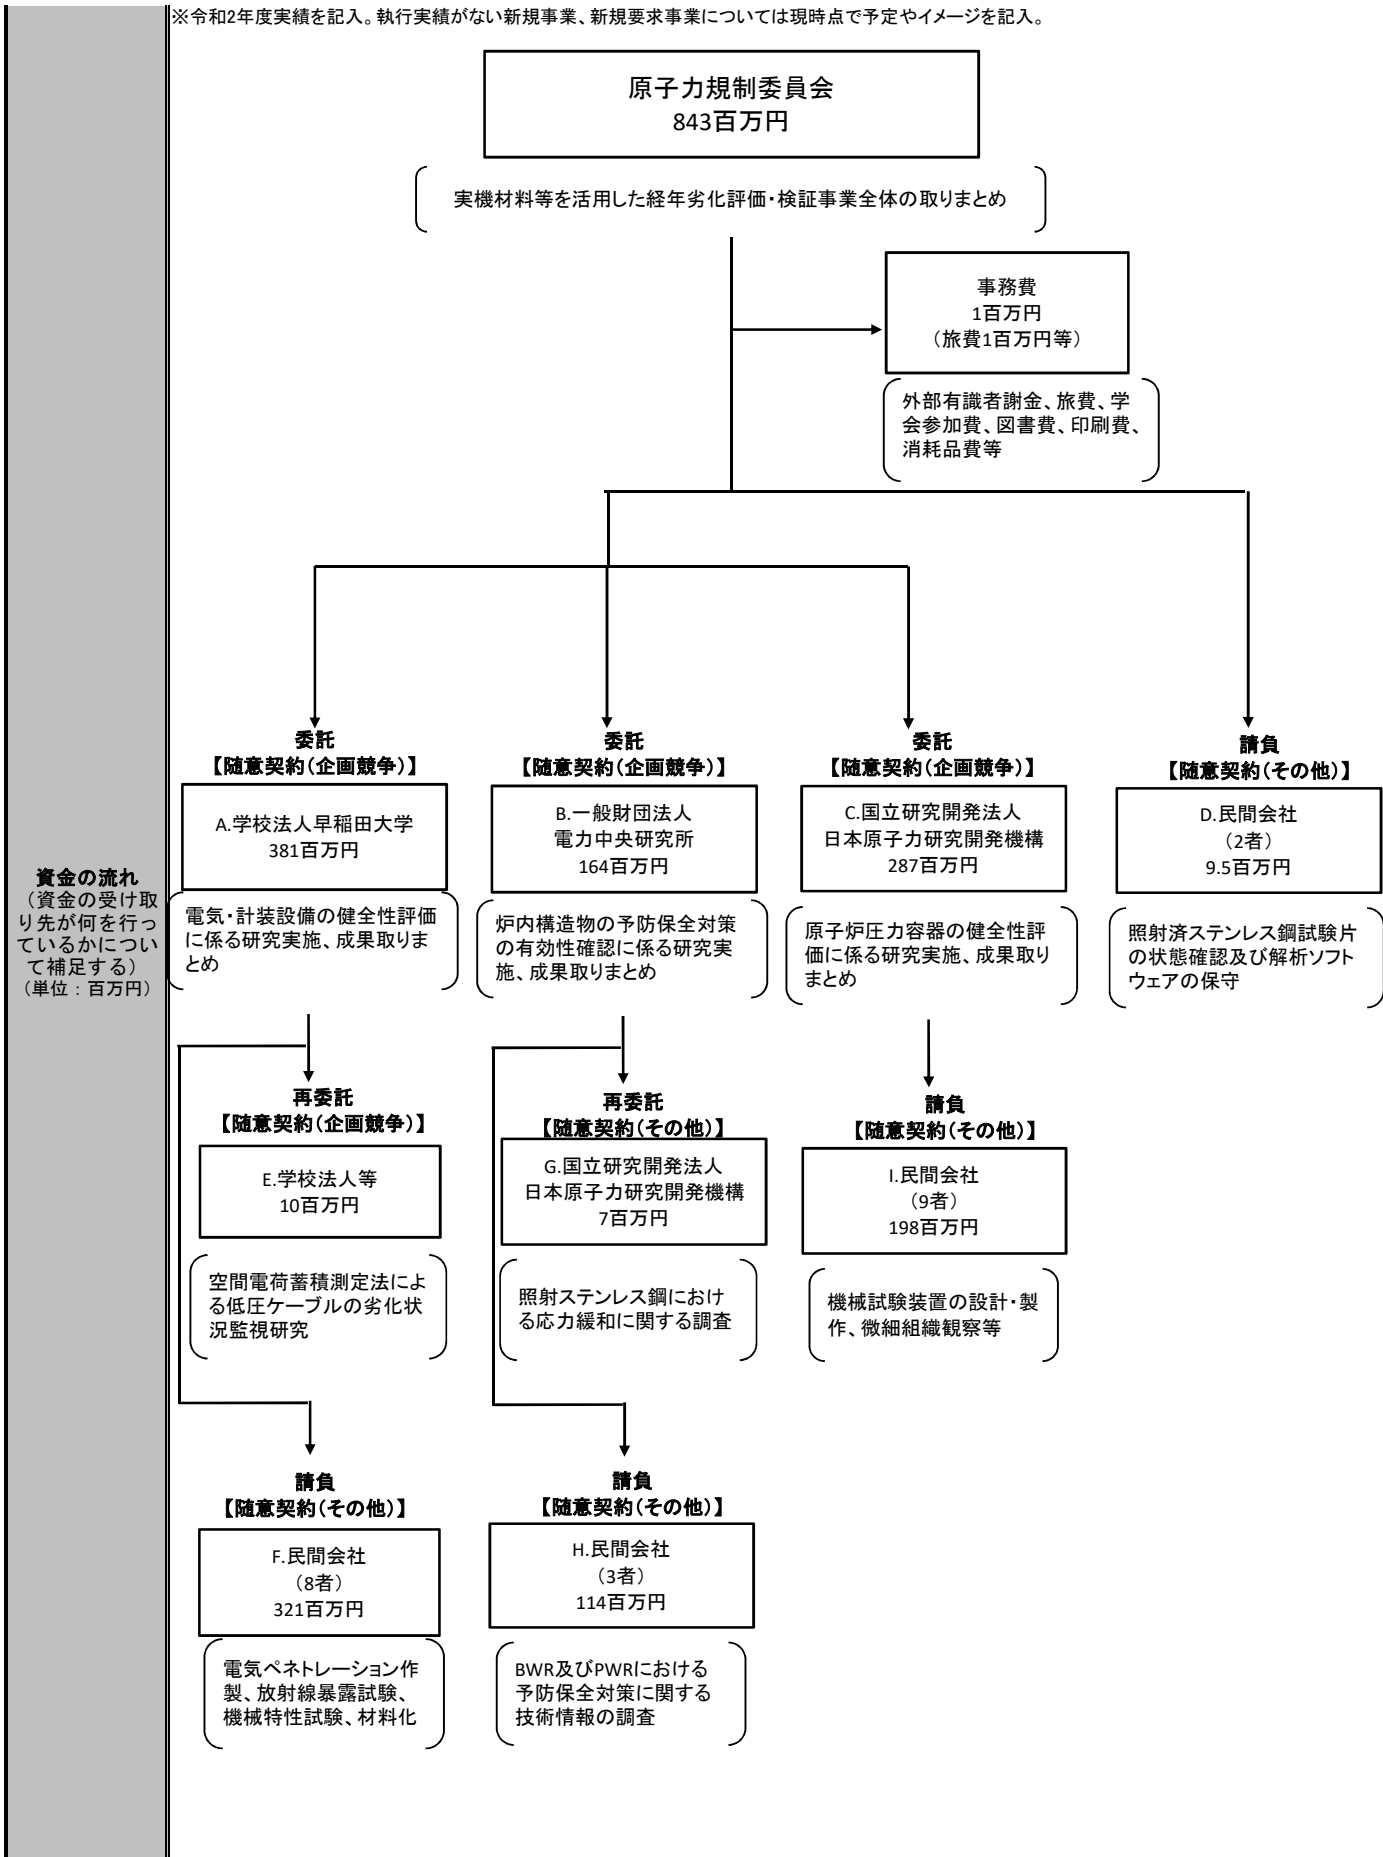 ※令和2年度実績を記入。執行実績がない新規事業、新規要求事業については現時点で予定やイメージを記入。
原子力規制委員会
843百万円
実機材料等を活用した経年劣化評価・検証事業全体の取りまとめ
事務費
1百万円
（旅費1百万円等）
外部有識者謝金、旅費、学
会参加費、図書費、印刷費、
消耗品費等
資金の流れ
（資金の受け取
り先が何を行っ
ているかについ
て補足する）
（単位：百万円）
委託
【随意契約（企画競争）】
A.学校法人早稲田大学
381百万円
電気・計装設備の健全性評価
に係る研究実施、成果取りま
とめ
委託
【随意契約（企画競争）】
B.一般財団法人
電力中央研究所
164百万円
炉内構造物の予防保全対策
の有効性確認に係る研究実
施、成果取りまとめ
委託
【随意契約（企画競争）】
C.国立研究開発法人
日本原子力研究開発機構
287百万円
原子炉圧力容器の健全性評
価に係る研究実施、成果取り
まとめ
請負
【随意契約（その他）】
D.民間会社
（2者）
9.5百万円
照射済ステンレス鋼試験片
の状態確認及び解析ソフト
ウェアの保守
再委託
【随意契約（企画競争）】
E.学校法人等
10百万円
空間電荷蓄積測定法によ
る低圧ケーブルの劣化状
況監視研究
再委託
【随意契約（その他）】
G.国立研究開発法人
日本原子力研究開発機構
7百万円
照射ステンレス鋼におけ
る応力緩和に関する調査
請負
【随意契約（その他）】
I.民間会社
（9者）
198百万円
機械試験装置の設計・製
作、微細組織観察等
請負
【随意契約（その他）】
F.民間会社
（8者）
321百万円
電気ペネトレーション作
製、放射線暴露試験、
機械特性試験、材料化
請負
【随意契約（その他）】
H.民間会社
（3者）
114百万円
BWR及びPWRにおける
予防保全対策に関する
技術情報の調査